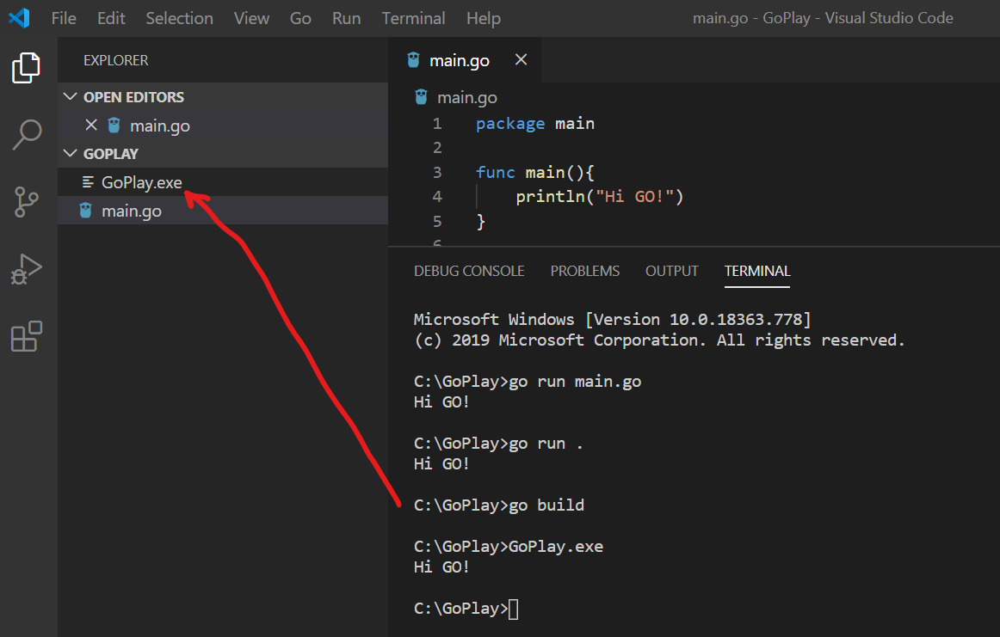 File Edit Selection View Go Run Terminal Help main.go - GoPlay - Visual Studio Code
EXPLORER
OPEN EDITORS
main.go
GOPLAY
GoPlay.exe
main.go
main.go
main.go
1 package main
2
3 func main(){
4 println("Hi GO!")
5 }
6
DEBUG CONSOLE PROBLEMS OUTPUT TERMINAL
Microsoft Windows [Version 10.0.18363.778]
(c) 2019 Microsoft Corporation. All rights reserved.
C:\GoPlay>go run main.go
Hi GO!
C:\GoPlay>go run .
Hi GO!
C:\GoPlay>go build
C:\GoPlay>GoPlay.exe
Hi GO!
C:\GoPlay>